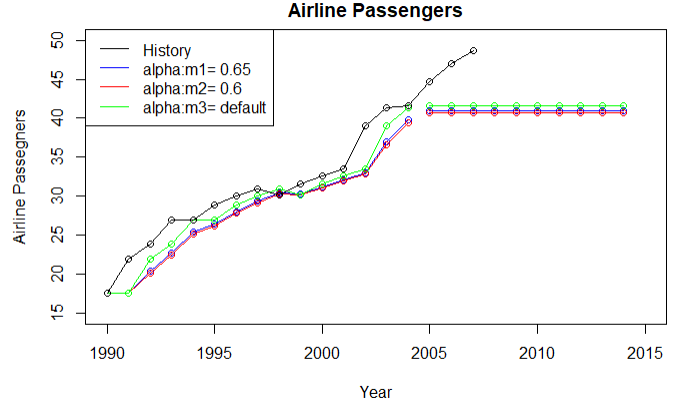 Airline Passengers
History
alpha:m1= 0.65
alpha:m2= 0.6
alpha:m3= default
Airline Passegners
15 20 25 30 35 40 45 50
1990 1995 2000 2005 2010 2015
Year